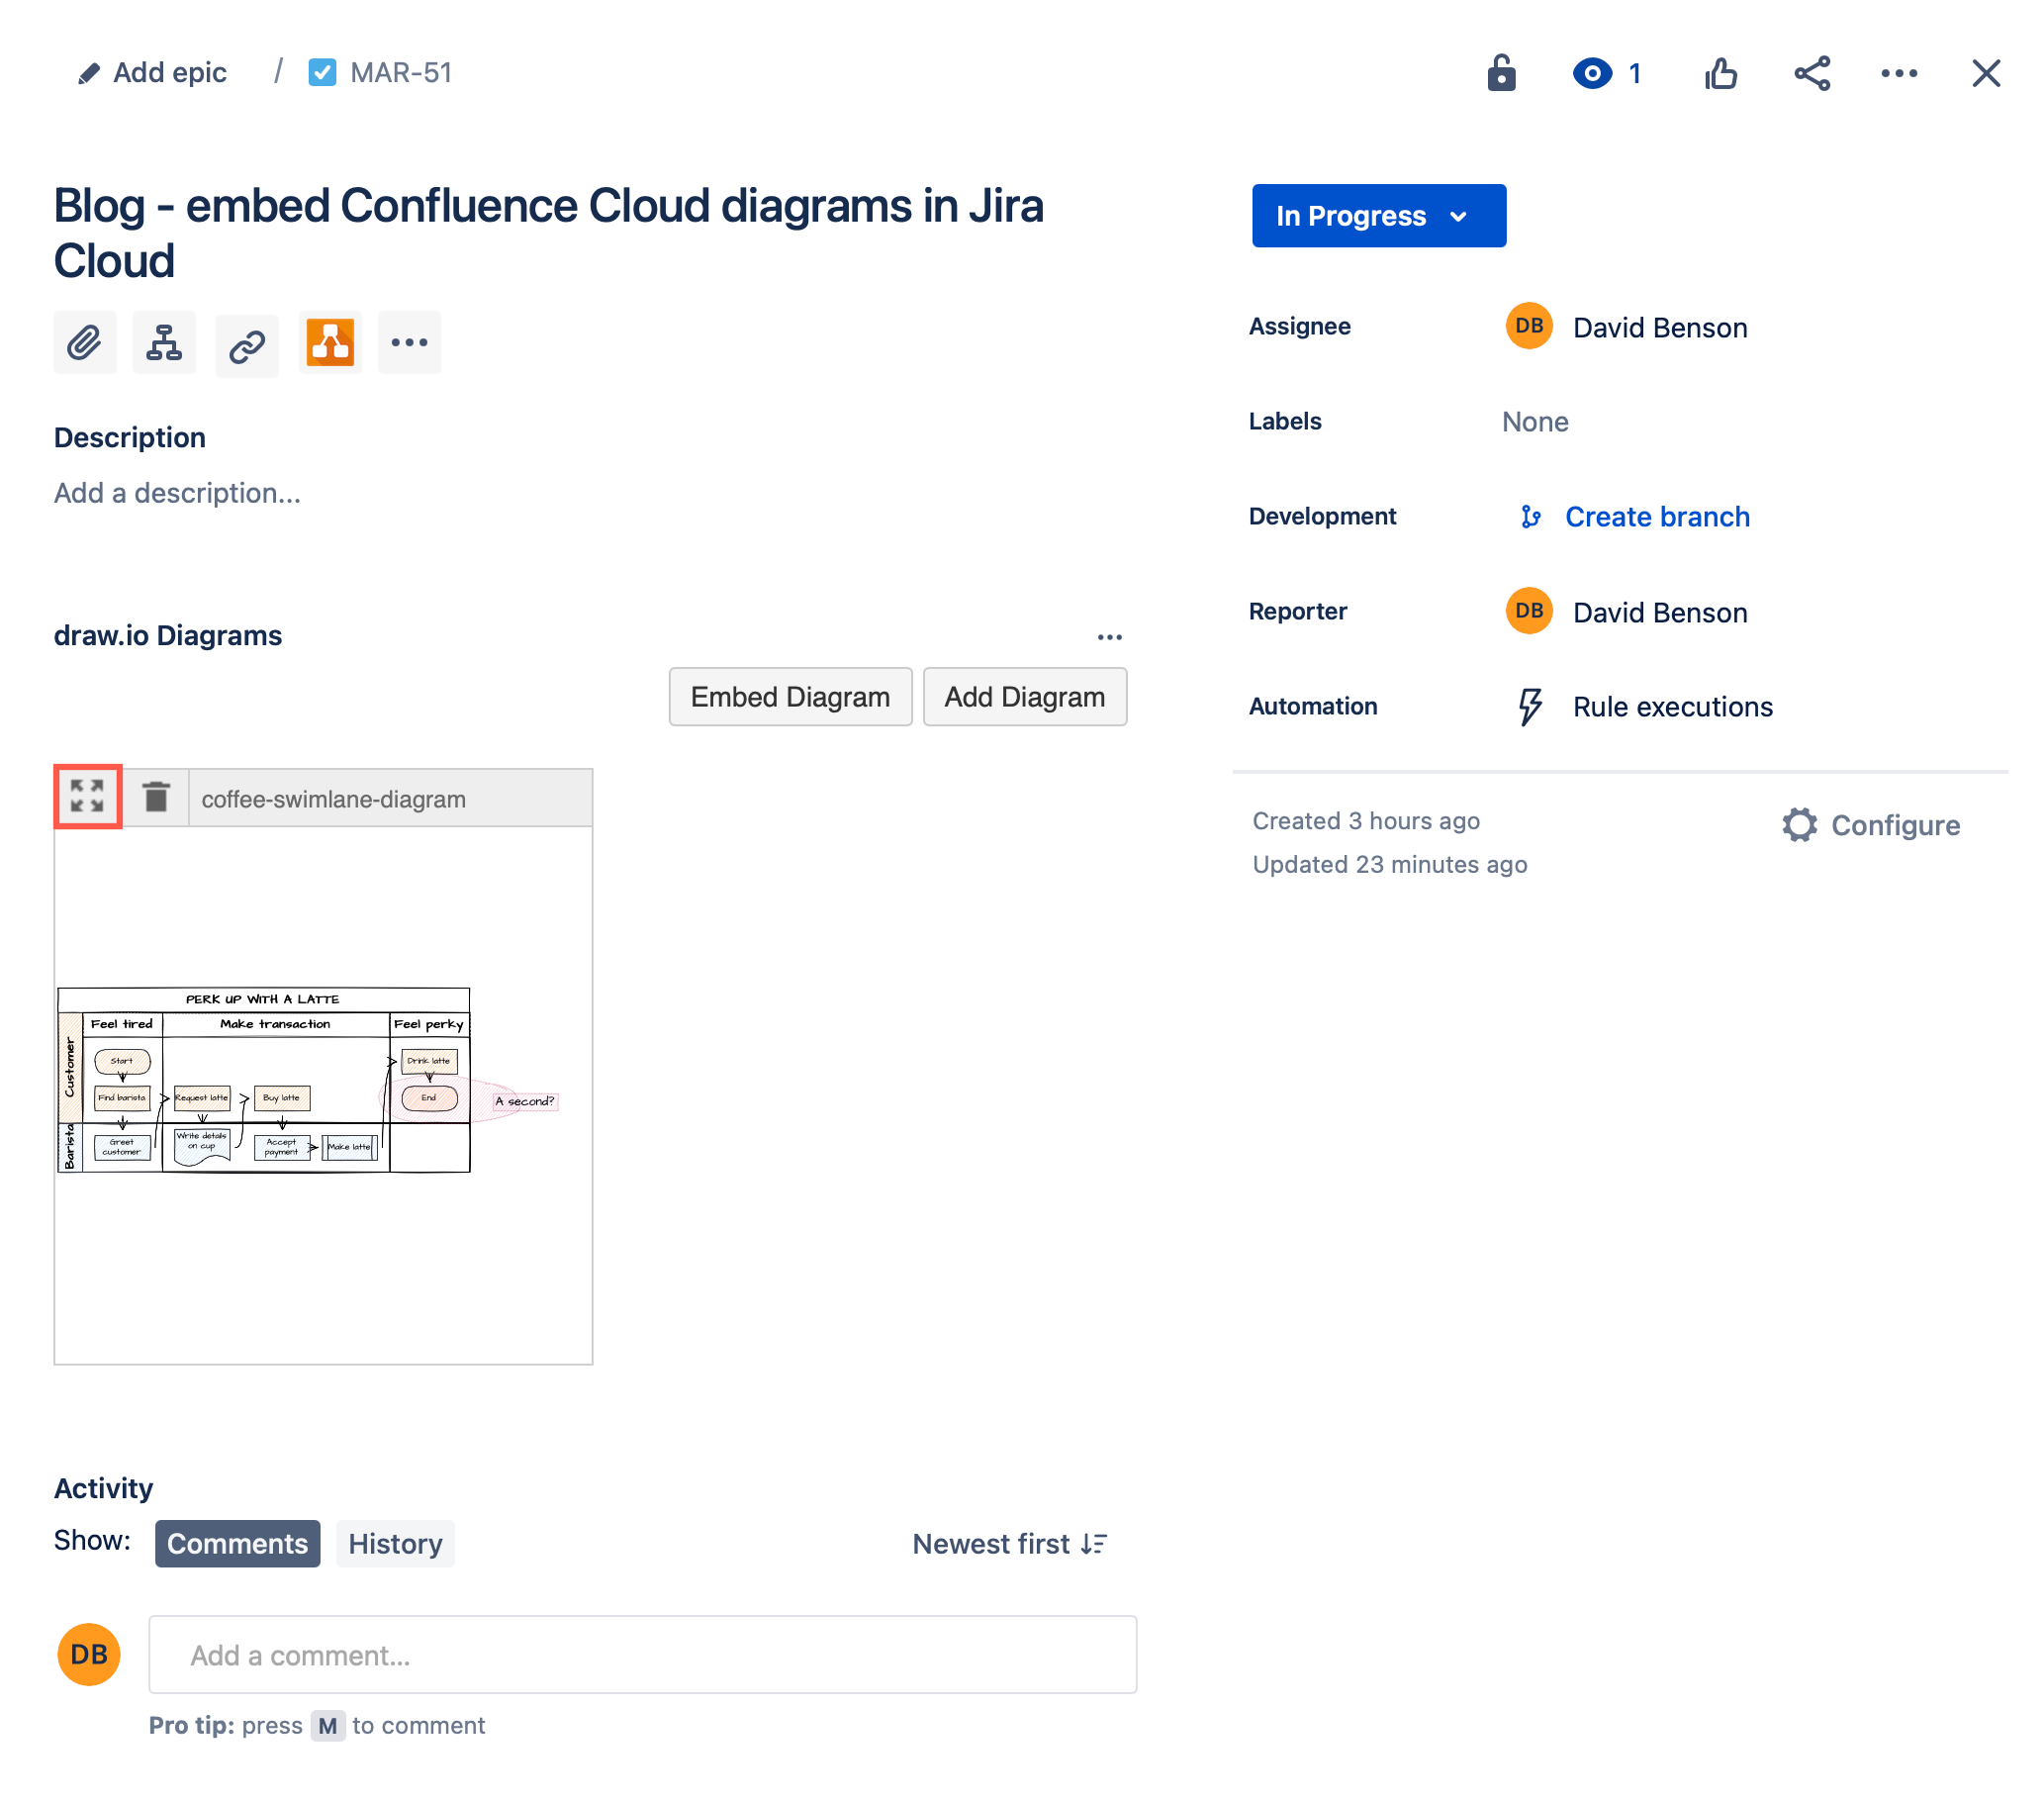 Add epic / MAR-51
1
Blog - embed Confluence Cloud diagrams in Jira
Cloud
Description
Add a description...
draw.io Diagrams
Embed Diagram
Add Diagram
coffee-swimlane-diagram
PERK UP WITH A LATTE
Feel tired
Make transaction
Feel perky
Customer
Start
Drink latte
Find barista
Request latte
Buy latte
End
A second?
Barista
Greet
customer
Write details
on cup
Accept
payment
Make latte
Activity
Show:
Comments
History
Newest first
DB
Add a comment...
Pro tip: press M to comment
In Progress
Assignee
DB
David Benson
Labels
None
Development
Create branch
Reporter
DB
David Benson
Automation
Rule executions
Created 3 hours ago
Updated 23 minutes ago
Configure